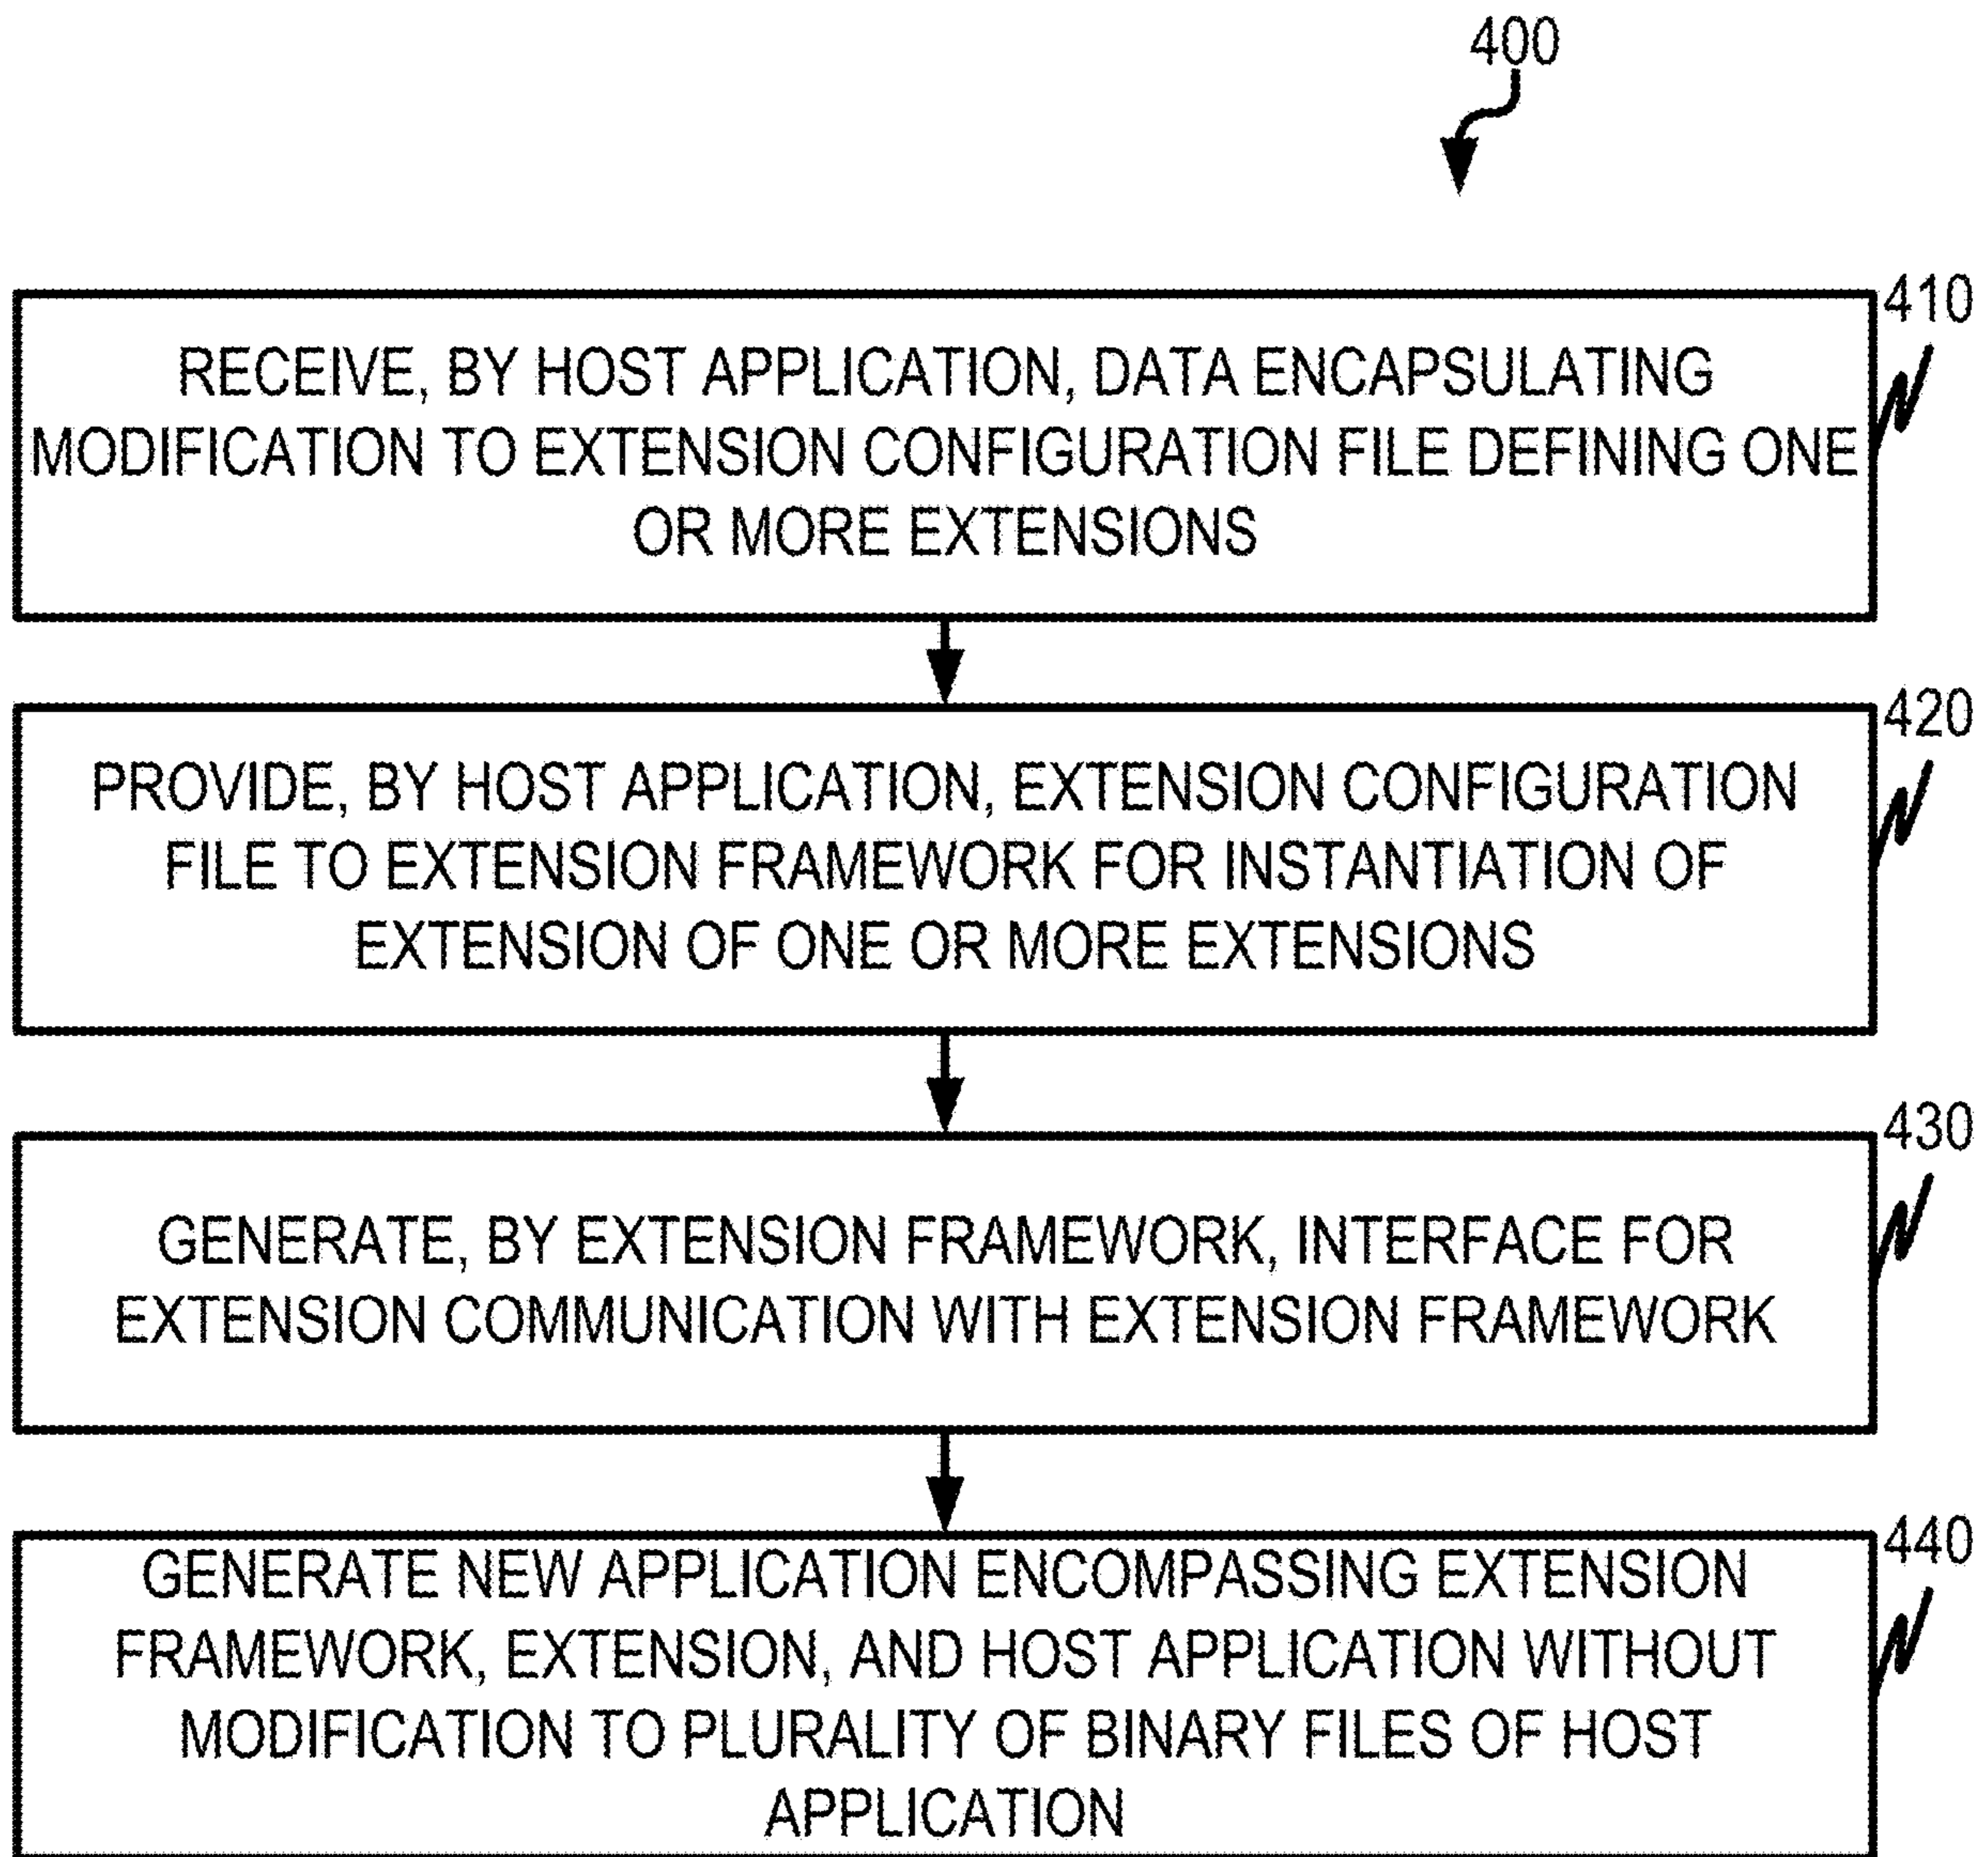 400
410
RECEIVE, BY HOST APPLICATION, DATA ENCAPSULATING
MODIFICATION TO EXTENSION CONFIGURATION FILE DEFINING ONE
OR MORE EXTENSIONS
420
PROVIDE, BY HOST APPLICATION, EXTENSION CONFIGURATION
FILE TO EXTENSION FRAMEWORK FOR INSTANTIATION OF
EXTENSION OF ONE OR MORE EXTENSIONS
430
GENERATE, BY EXTENSION FRAMEWORK, INTERFACE FOR
EXTENSION COMMUNICATION WITH EXTENSION FRAMEWORK
440
GENERATE NEW APPLICATION ENCOMPASSING EXTENSION
FRAMEWORK, EXTENSION, AND HOST APPLICATION WITHOUT
MODIFICATION TO PLURALITY OF BINARY FILES OF HOST
APPLICATION